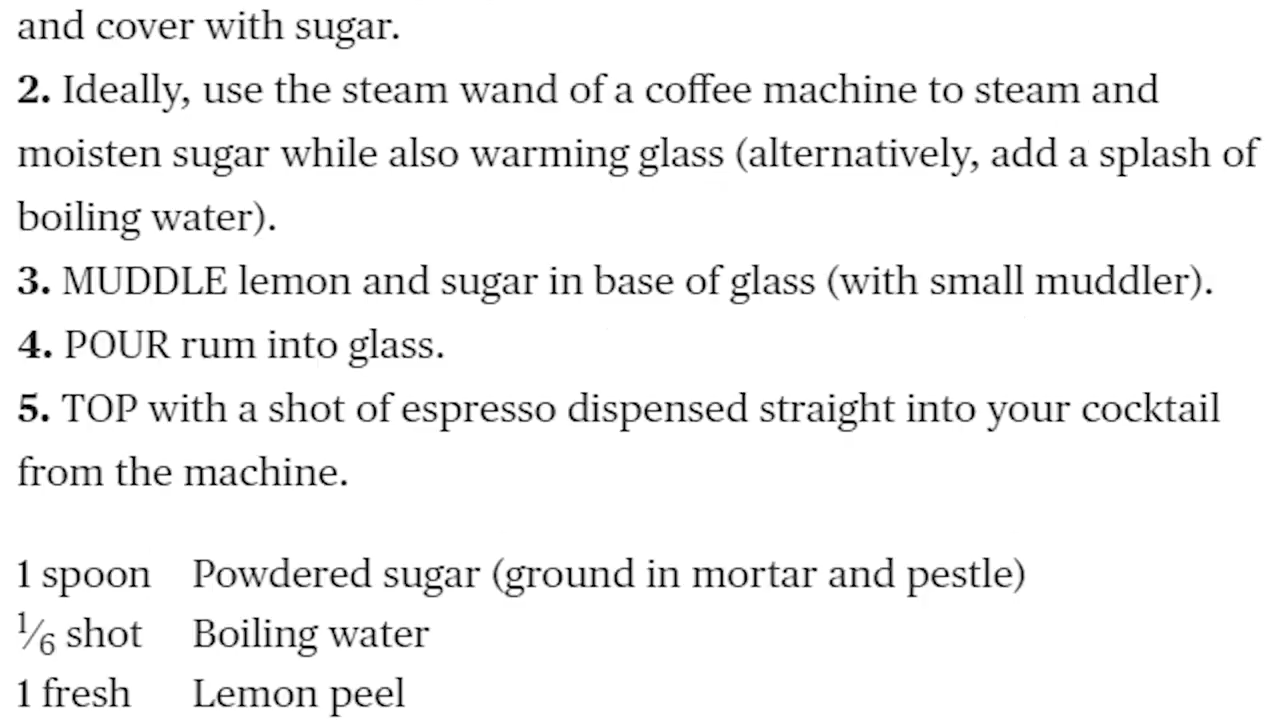 and cover with sugar.
2. Ideally, use the steam wand of a coffee machine to steam and
moisten sugar while also warming glass (alternatively, add a splash of
boiling water).
3. MUDDLE lemon and sugar in base of glass (with small muddler).
4. POUR rum into glass.
5. TOP with a shot of espresso dispensed straight into your cocktail
from the machine.
1 spoon Powdered sugar (ground in mortar and pestle)
1⁄6 shot Boiling water
1 fresh Lemon peel